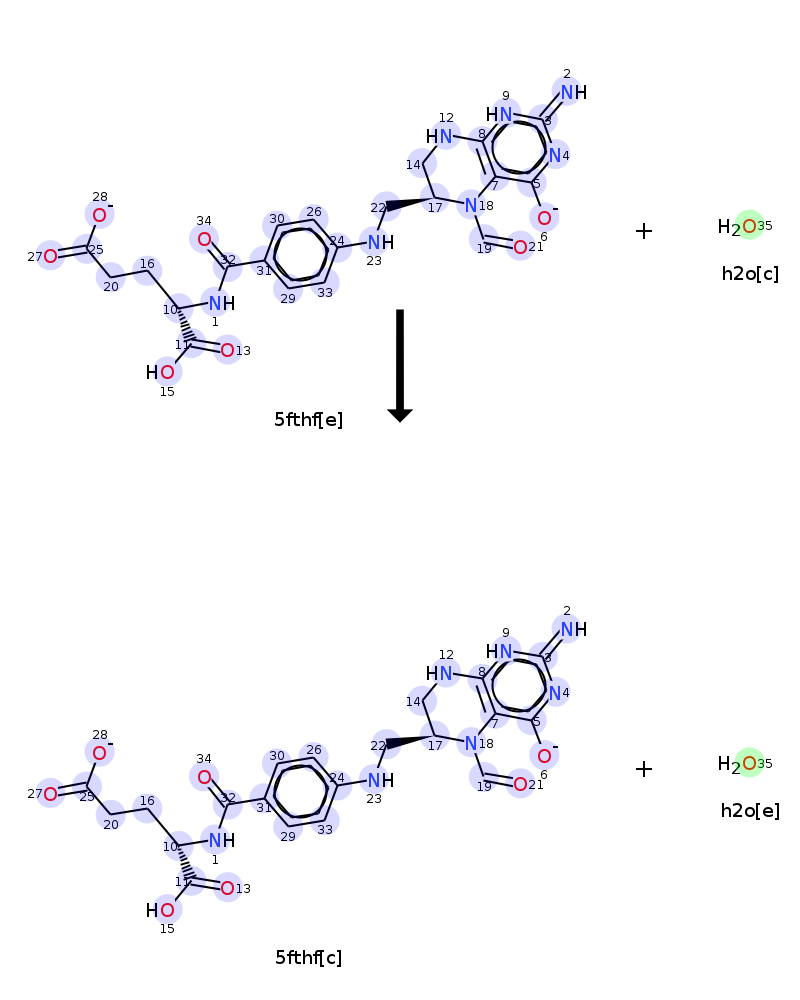 2
9
HN NH
12 3
HN 8 N4
14 7 5
28 22 17 N18 O-
O- 34 30 26 6
O 24 NH 19 O21 + H2O35
27O 25 16 32 31 23
20 29 33 h2o[c]
10 NH
1
11 O13
HO
15
5fthf[e]
2
9
HN NH
12 3
HN 8 N4
14 7 5
28 22 17 N18 O-
O- 34 30 26 6
O 24 NH 19 O21 + H2O35
27O 25 16 32 31 23
20 29 33 h2o[e]
10 NH
1
11 O13
HO
15
5fthf[c]